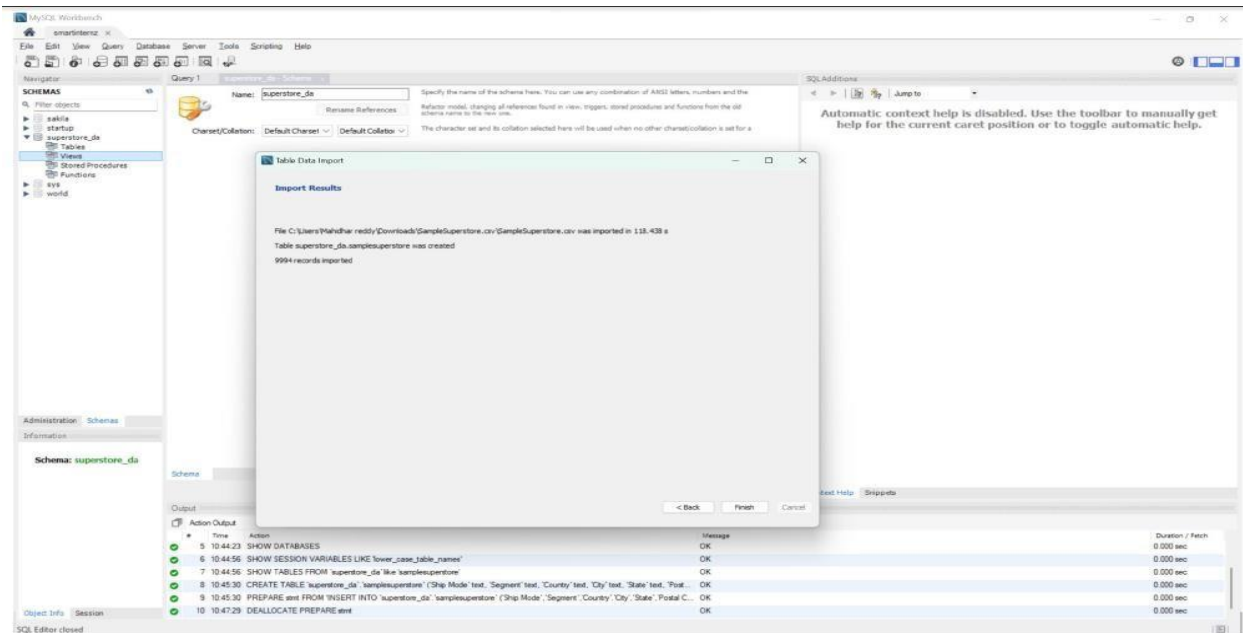 MySQL Workbench
smartinternz ×
File Edit View Query Database Server Tools Scripting Help
Navigator
SCHEMAS
Filter objects
sakila
startup
superstore_da
Tables
Views
Stored Procedures
Functions
sys
world
Administration Schemas
Information
Schema: superstore_da
Object Info Session
SQL Editor closed
Query 1 superstore_da - Schema ×
Name: superstore_da
Rename References
Charset/Collation: Default Charset Default Collation
Specify the name of the schema here. You can use any combination of ANSI letters, numbers and the
Refactor model, changing all references found in view, triggers, stored procedures and functions from the old
schema name to the new one.
The character set and its collation selected here will be used when no other charset/collation is set for a
Table Data Import
Import Results
File C:\Users\Mahidhar reddy\Downloads\SampleSuperstore.csv\SampleSuperstore.csv was imported in 118.438 s
Table superstore_da.samplesuperstore was created
9994 records imported
< Back Finish Cancel
Schema
SQLAdditions
Jump to
Automatic context help is disabled. Use the toolbar to manually get
help for the current caret position or to toggle automatic help.
Help Snippets
Output
Action Output
# Time Action Message Duration / Fetch
5 10:44:23 SHOW DATABASES OK 0.000 sec
6 10:44:56 SHOW SESSION VARIABLES LIKE 'lower_case_table_names' OK 0.000 sec
7 10:44:56 SHOW TABLES FROM `superstore_da` like 'samplesuperstore' OK 0.000 sec
8 10:45:30 CREATE TABLE `superstore_da`.`samplesuperstore` (`Ship Mode` text, `Segment` text, `Country` text, `City` text, `State` text, `Post... OK 0.000 sec
9 10:45:30 PREPARE stmt FROM 'INSERT INTO `superstore_da`.`samplesuperstore` (`Ship Mode`,`Segment`,`Country`,`City`,`State`,`Postal C... OK 0.000 sec
10 10:47:29 DEALLOCATE PREPARE stmt OK 0.000 sec